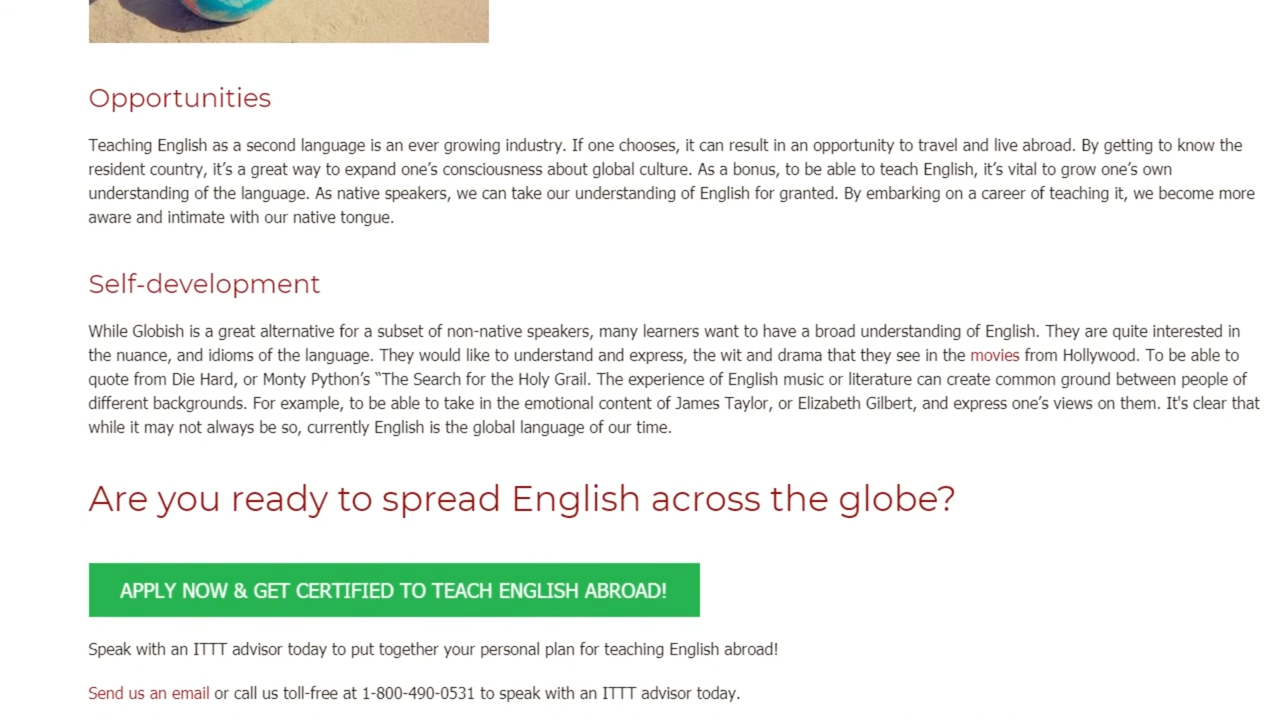 Opportunities
Teaching English as a second language is an ever growing industry. If one chooses, it can result in an opportunity to travel and live abroad. By getting to know the
resident country, it’s a great way to expand one’s consciousness about global culture. As a bonus, to be able to teach English, it’s vital to grow one’s own
understanding of the language. As native speakers, we can take our understanding of English for granted. By embarking on a career of teaching it, we become more
aware and intimate with our native tongue.
Self-development
While Globish is a great alternative for a subset of non-native speakers, many learners want to have a broad understanding of English. They are quite interested in
the nuance, and idioms of the language. They would like to understand and express, the wit and drama that they see in the movies from Hollywood. To be able to
quote from Die Hard, or Monty Python’s “The Search for the Holy Grail. The experience of English music or literature can create common ground between people of
different backgrounds. For example, to be able to take in the emotional content of James Taylor, or Elizabeth Gilbert, and express one’s views on them. It's clear that
while it may not always be so, currently English is the global language of our time.
Are you ready to spread English across the globe?
APPLY NOW & GET CERTIFIED TO TEACH ENGLISH ABROAD!
Speak with an ITTT advisor today to put together your personal plan for teaching English abroad!
Send us an email or call us toll-free at 1-800-490-0531 to speak with an ITTT advisor today.